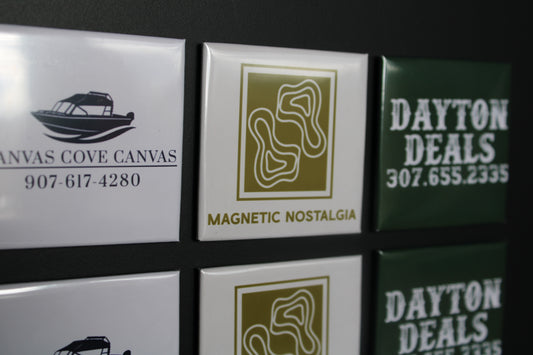 ANVAS COVE CANVAS
907-617-4280
MAGNETIC NOSTALGIA
DAYTON
DEALS
307.655.2335
DAYTON
DEALS